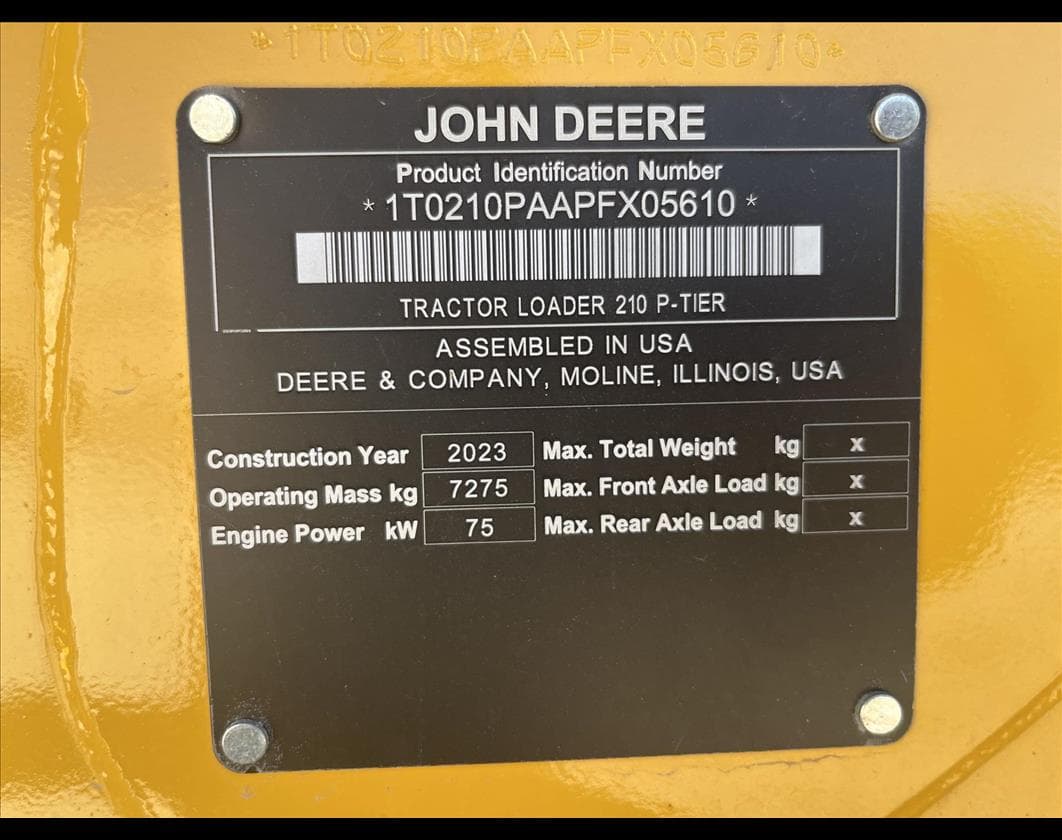 *1T0210PAAPFX05610*
JOHN DEERE
Product Identification Number
* 1T0210PAAPFX05610 *
TRACTOR LOADER 210 P-TIER
ASSEMBLED IN USA
DEERE & COMPANY, MOLINE, ILLINOIS, USA
Construction Year 2023 Max. Total Weight kg x
Operating Mass kg 7275 Max. Front Axle Load kg x
Engine Power kW 75 Max. Rear Axle Load kg x